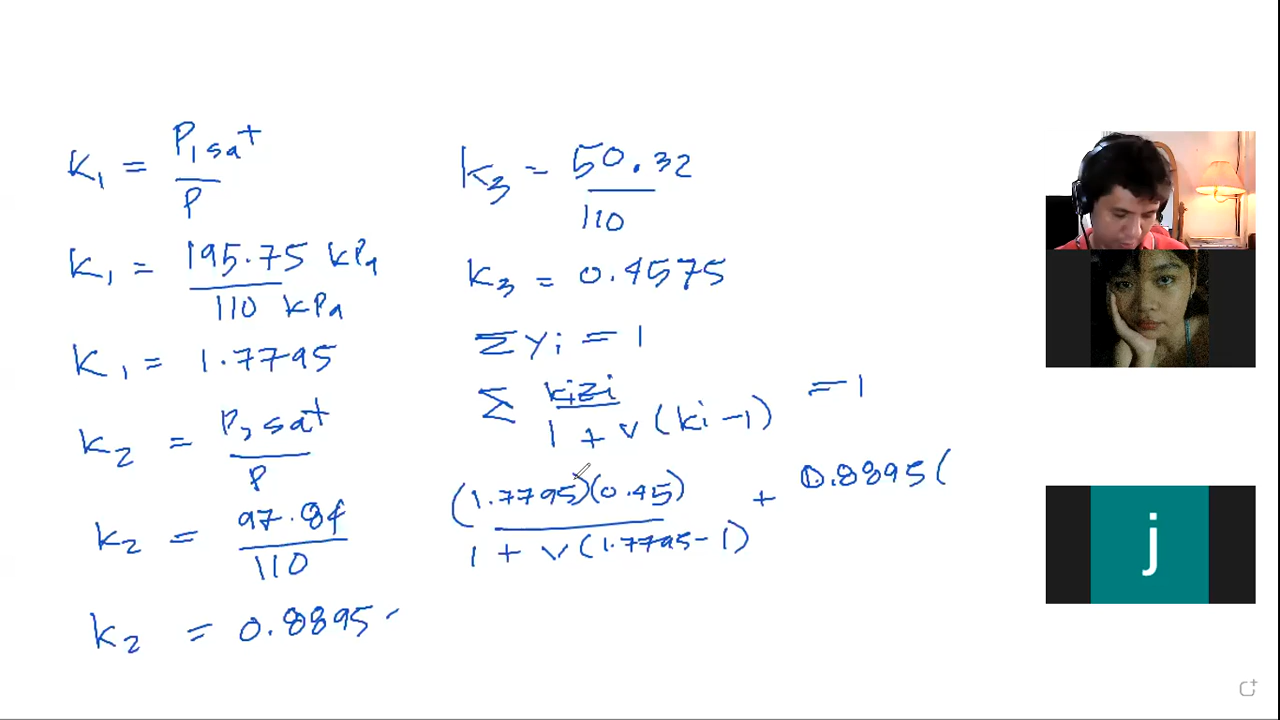 K₁ = P₁sat
P
K₁ = 195.75 kPa
110 kPa
K₁ = 1.7795
K₂ = P₂sat
P
K₂ = 97.84
110
K₂ = 0.8895
K₃ = 50.32
110
K₃ = 0.4575
Σyi = 1
Σ kizi = 1
1 + V(ki-1)
(1.7795)(0.45) + 0.8895(
1 + V(1.7795-1)
j